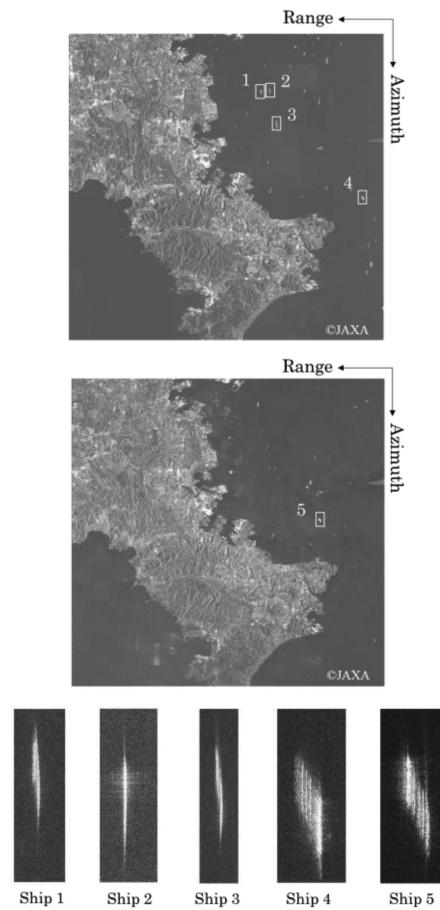 Range
Azimuth
1
2
3
4
©JAXA
Range
Azimuth
5
©JAXA
Ship 1
Ship 2
Ship 3
Ship 4
Ship 5